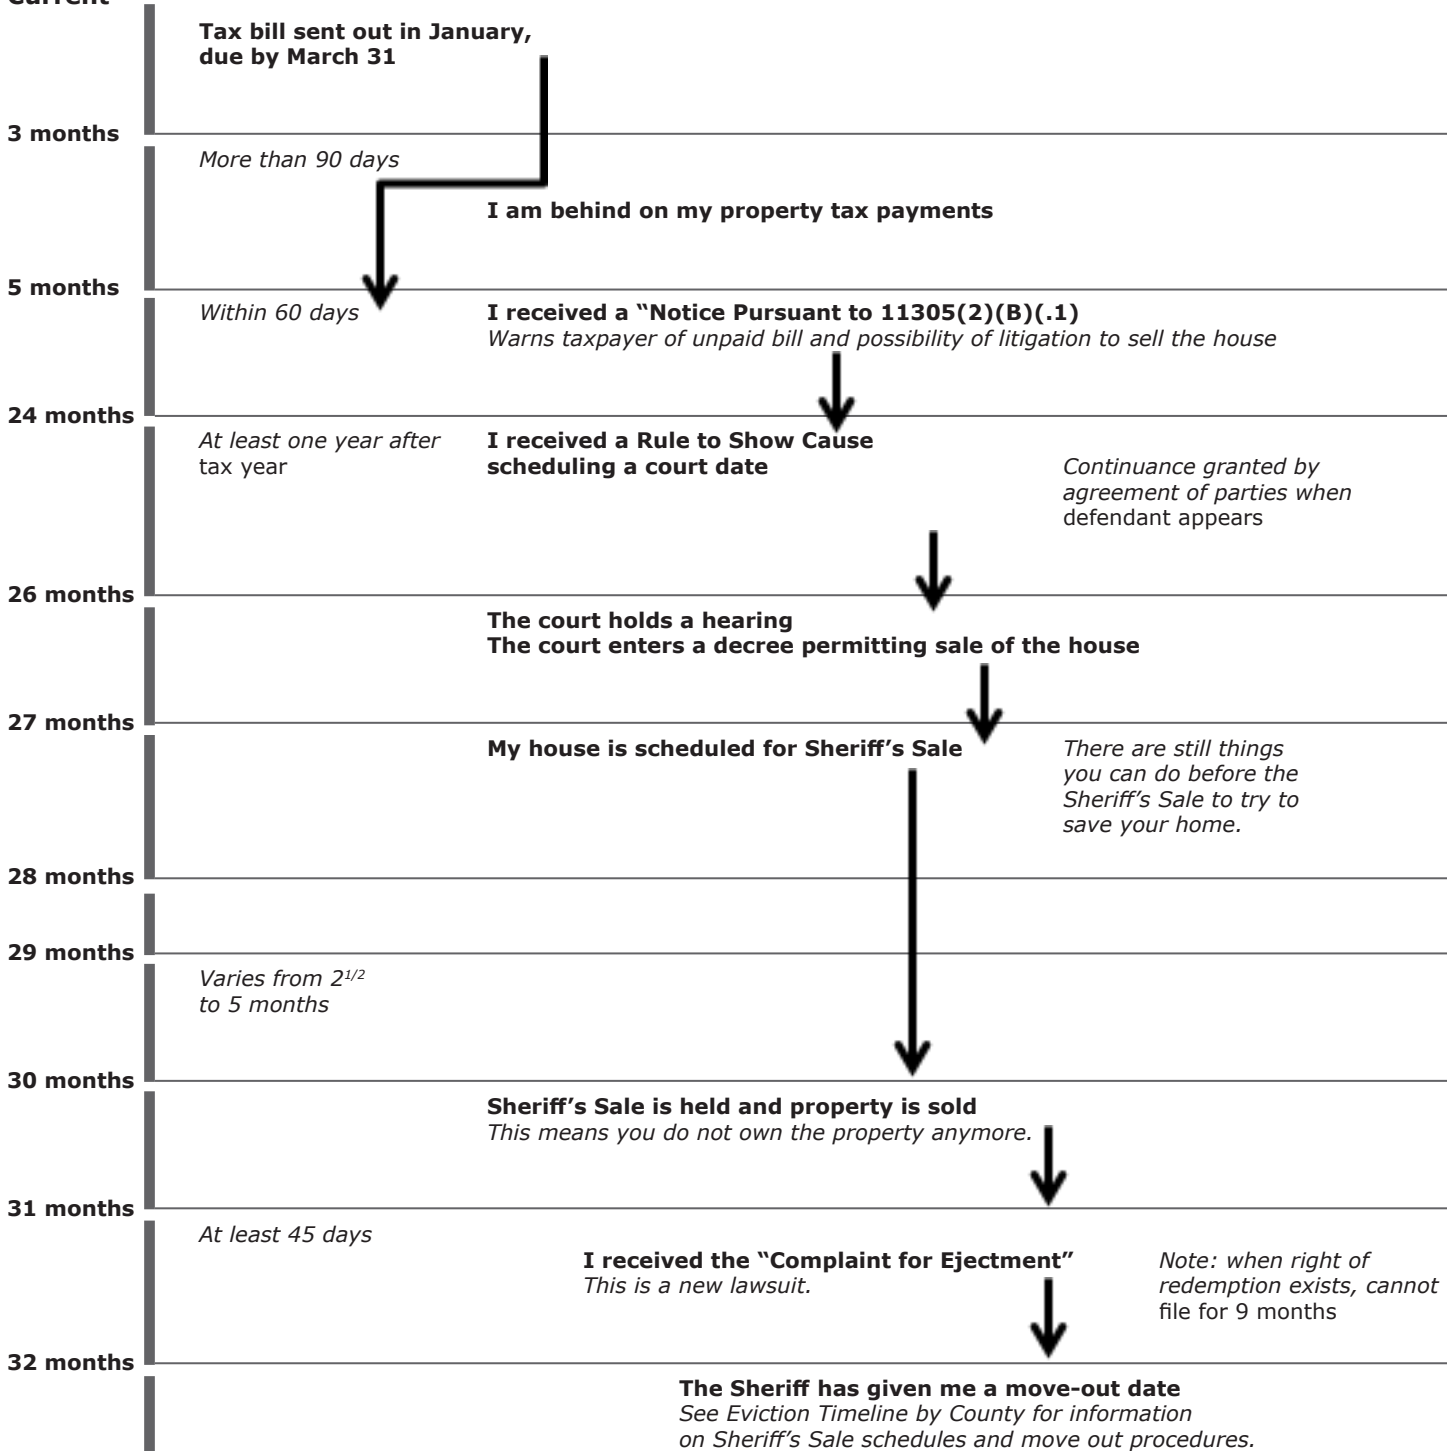 Current
Tax bill sent out in January,
due by March 31
3 months
More than 90 days
I am behind on my property tax payments
5 months
Within 60 days
I received a “Notice Pursuant to 11305(2)(B)(.1)
Warns taxpayer of unpaid bill and possibility of litigation to sell the house
24 months
At least one year after
tax year
I received a Rule to Show Cause
scheduling a court date
Continuance granted by
agreement of parties when
defendant appears
26 months
The court holds a hearing
The court enters a decree permitting sale of the house
27 months
My house is scheduled for Sheriff’s Sale
There are still things
you can do before the
Sheriff’s Sale to try to
save your home.
28 months
29 months
Varies from 2 1/2
to 5 months
30 months
Sheriff’s Sale is held and property is sold
This means you do not own the property anymore.
31 months
At least 45 days
I received the “Complaint for Ejectment”
This is a new lawsuit.
Note: when right of
redemption exists, cannot
file for 9 months
32 months
The Sheriff has given me a move-out date
See Eviction Timeline by County for information
on Sheriff’s Sale schedules and move out procedures.